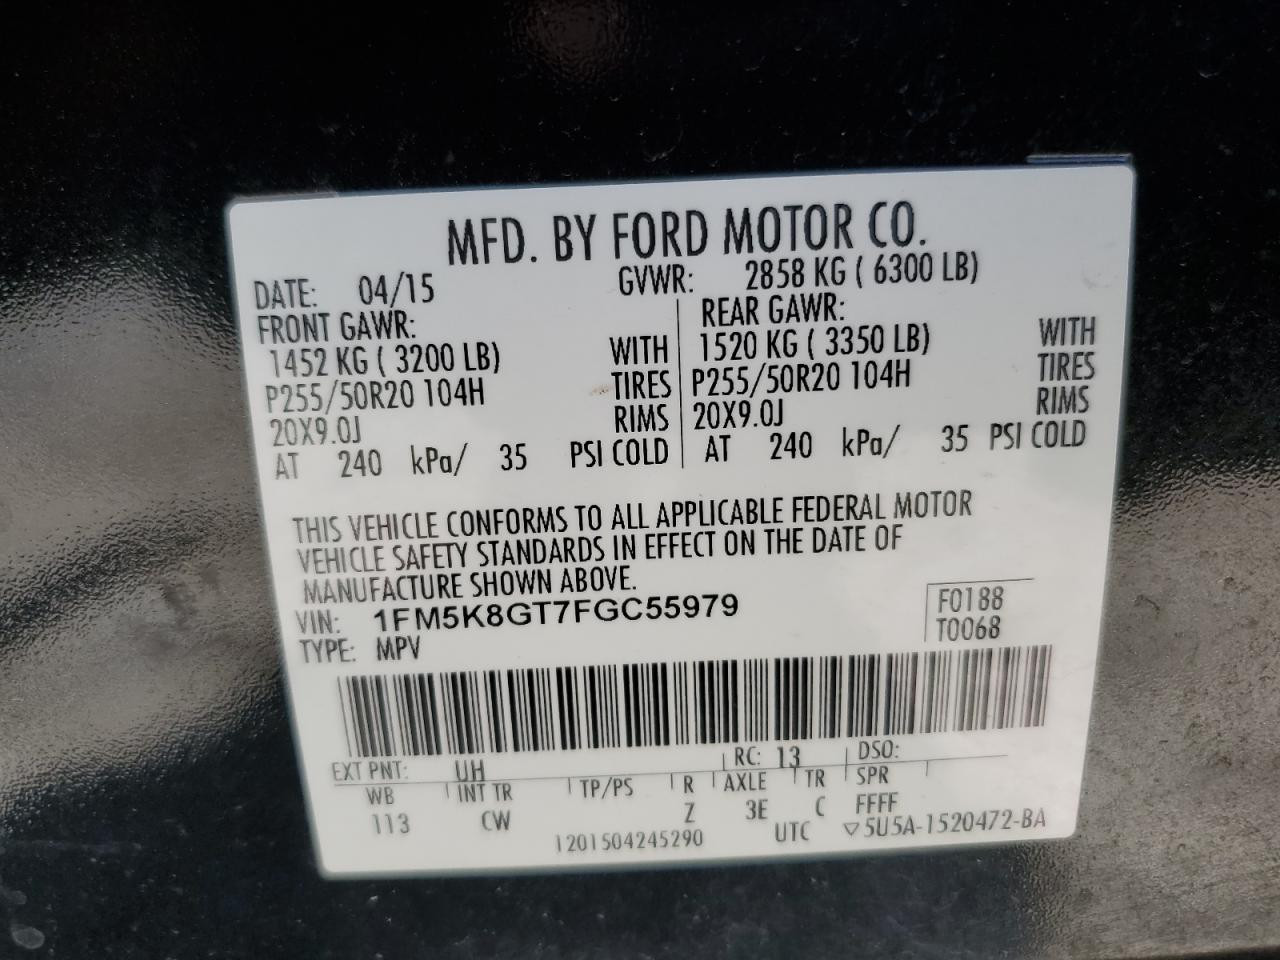 MFD. BY FORD MOTOR CO.
DATE: 04/15 GVWR: 2858 KG ( 6300 LB)
FRONT GAWR: REAR GAWR:
1452 KG ( 3200 LB) WITH 1520 KG ( 3350 LB) WITH
P255/50R20 104H TIRES P255/50R20 104H TIRES
20X9.0J RIMS 20X9.0J RIMS
AT 240 kPa/ 35 PSI COLD AT 240 kPa/ 35 PSI COLD
THIS VEHICLE CONFORMS TO ALL APPLICABLE FEDERAL MOTOR
VEHICLE SAFETY STANDARDS IN EFFECT ON THE DATE OF
MANUFACTURE SHOWN ABOVE.
VIN: 1FM5K8GT7FGC55979 F0188
TYPE: MPV T0068
EXT PNT: UH RC: 13 DSO:
WB INT TR TP/PS R AXLE TR SPR
113 CW Z 3E C FFFF
1201504245290 UTC ▽5U5A-1520472-BA